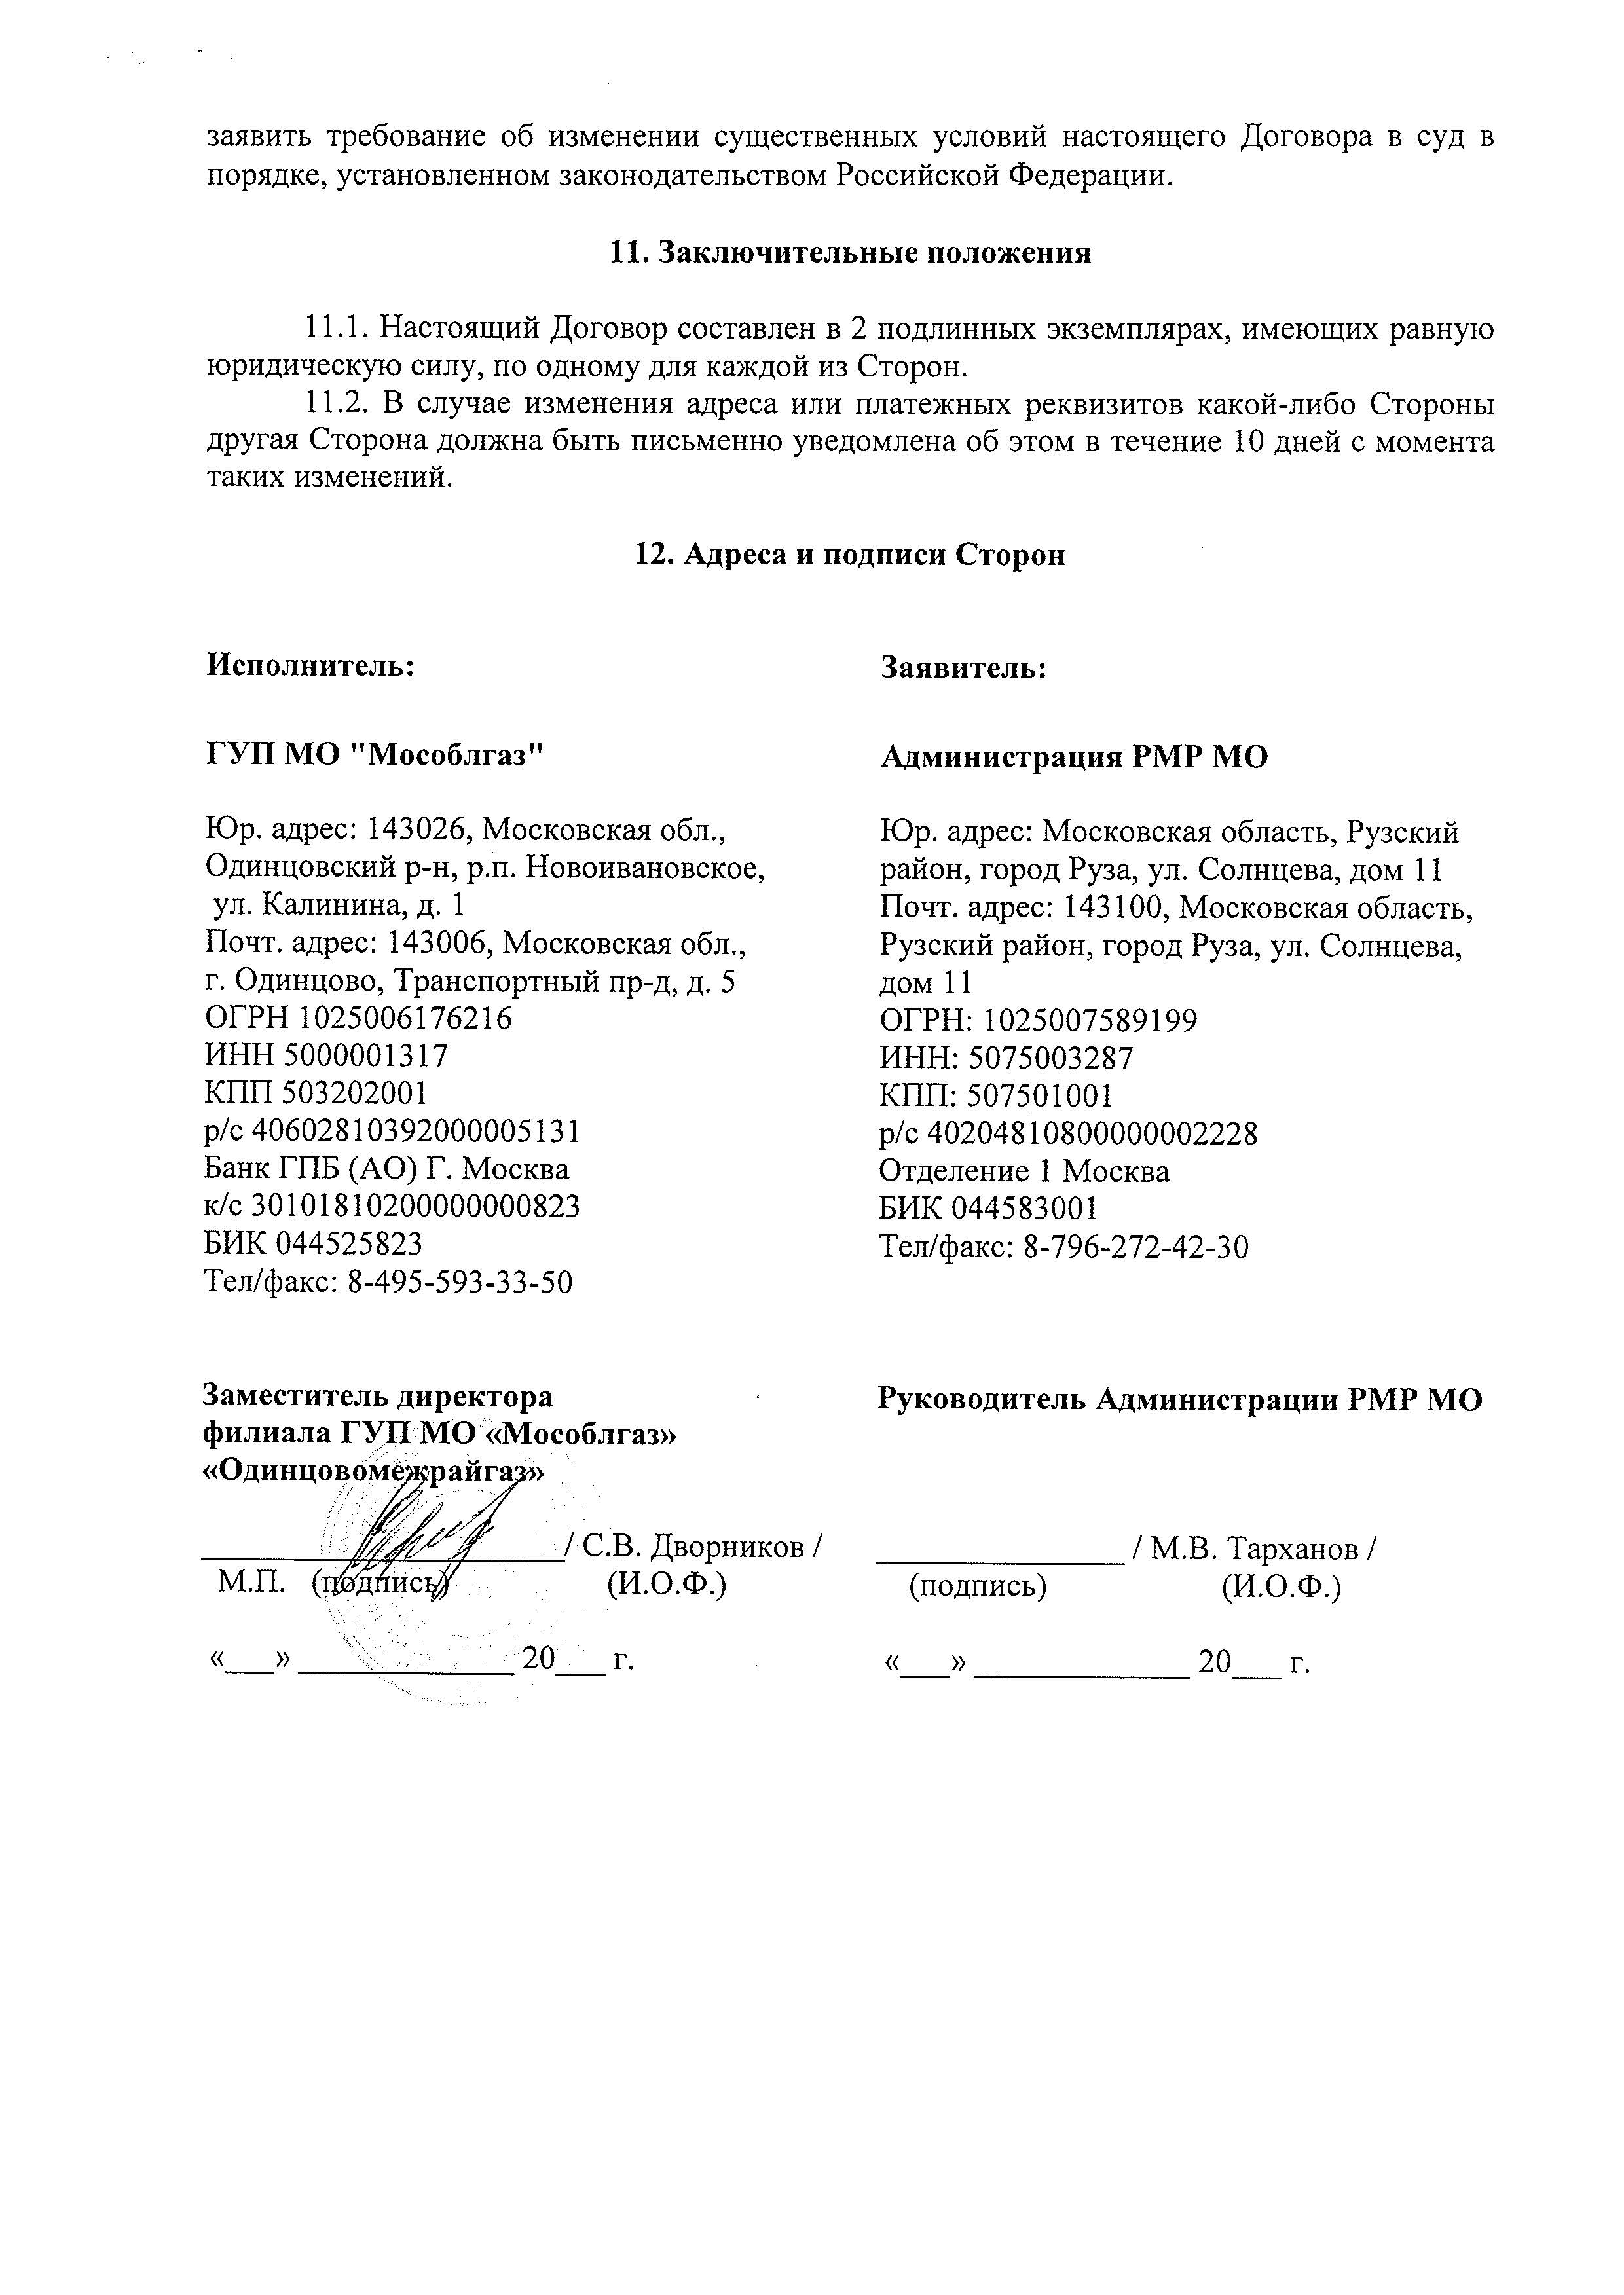 заявить требование об изменении существенных условий настоящего Договора в суд в
порядке, установленном законодательством Российской Федерации.
11. Заключительные положения
11.1. Настоящий Договор составлен в 2 подлинных экземплярах, имеющих равную
юридическую силу, по одному для каждой из Сторон.
11.2. В случае изменения адреса или платежных реквизитов какой-либо Стороны
другая Сторона должна быть письменно уведомлена об этом в течение 10 дней с момента
таких изменений.
12. Адреса и подписи Сторон
Исполнитель:
ГУП МО "Мособлгаз"
Юр. адрес: 143026, Московская обл.,
Одинцовский р-н, р.п. Новоивановское,
ул. Калинина, д. 1
Почт. адрес: 143006, Московская обл.,
г. Одинцово, Транспортный пр-д, д. 5
ОГРН 1025006176216
ИНН 5000001317
КПП 503202001
р/с 40602810392000005131
Банк ГПБ (АО) Г. Москва
к/с 30101810200000000823
БИК 044525823
Тел/факс: 8-495-593-33-50
Заместитель директора
филиала ГУП МО «Мособлгаз»
«Одинцовомежрайгаз»
/ С.В. Дворников /
М.П. (подпись) (И.О.Ф.)
«___» _____________ 20___ г.
Заявитель:
Администрация РМР МО
Юр. адрес: Московская область, Рузский
район, город Руза, ул. Солнцева, дом 11
Почт. адрес: 143100, Московская область,
Рузский район, город Руза, ул. Солнцева,
дом 11
ОГРН: 1025007589199
ИНН: 5075003287
КПП: 507501001
р/с 40204810800000002228
Отделение 1 Москва
БИК 044583001
Тел/факс: 8-796-272-42-30
Руководитель Администрации РМР МО
_______________ / М.В. Тарханов /
(подпись) (И.О.Ф.)
«___» _____________ 20___ г.